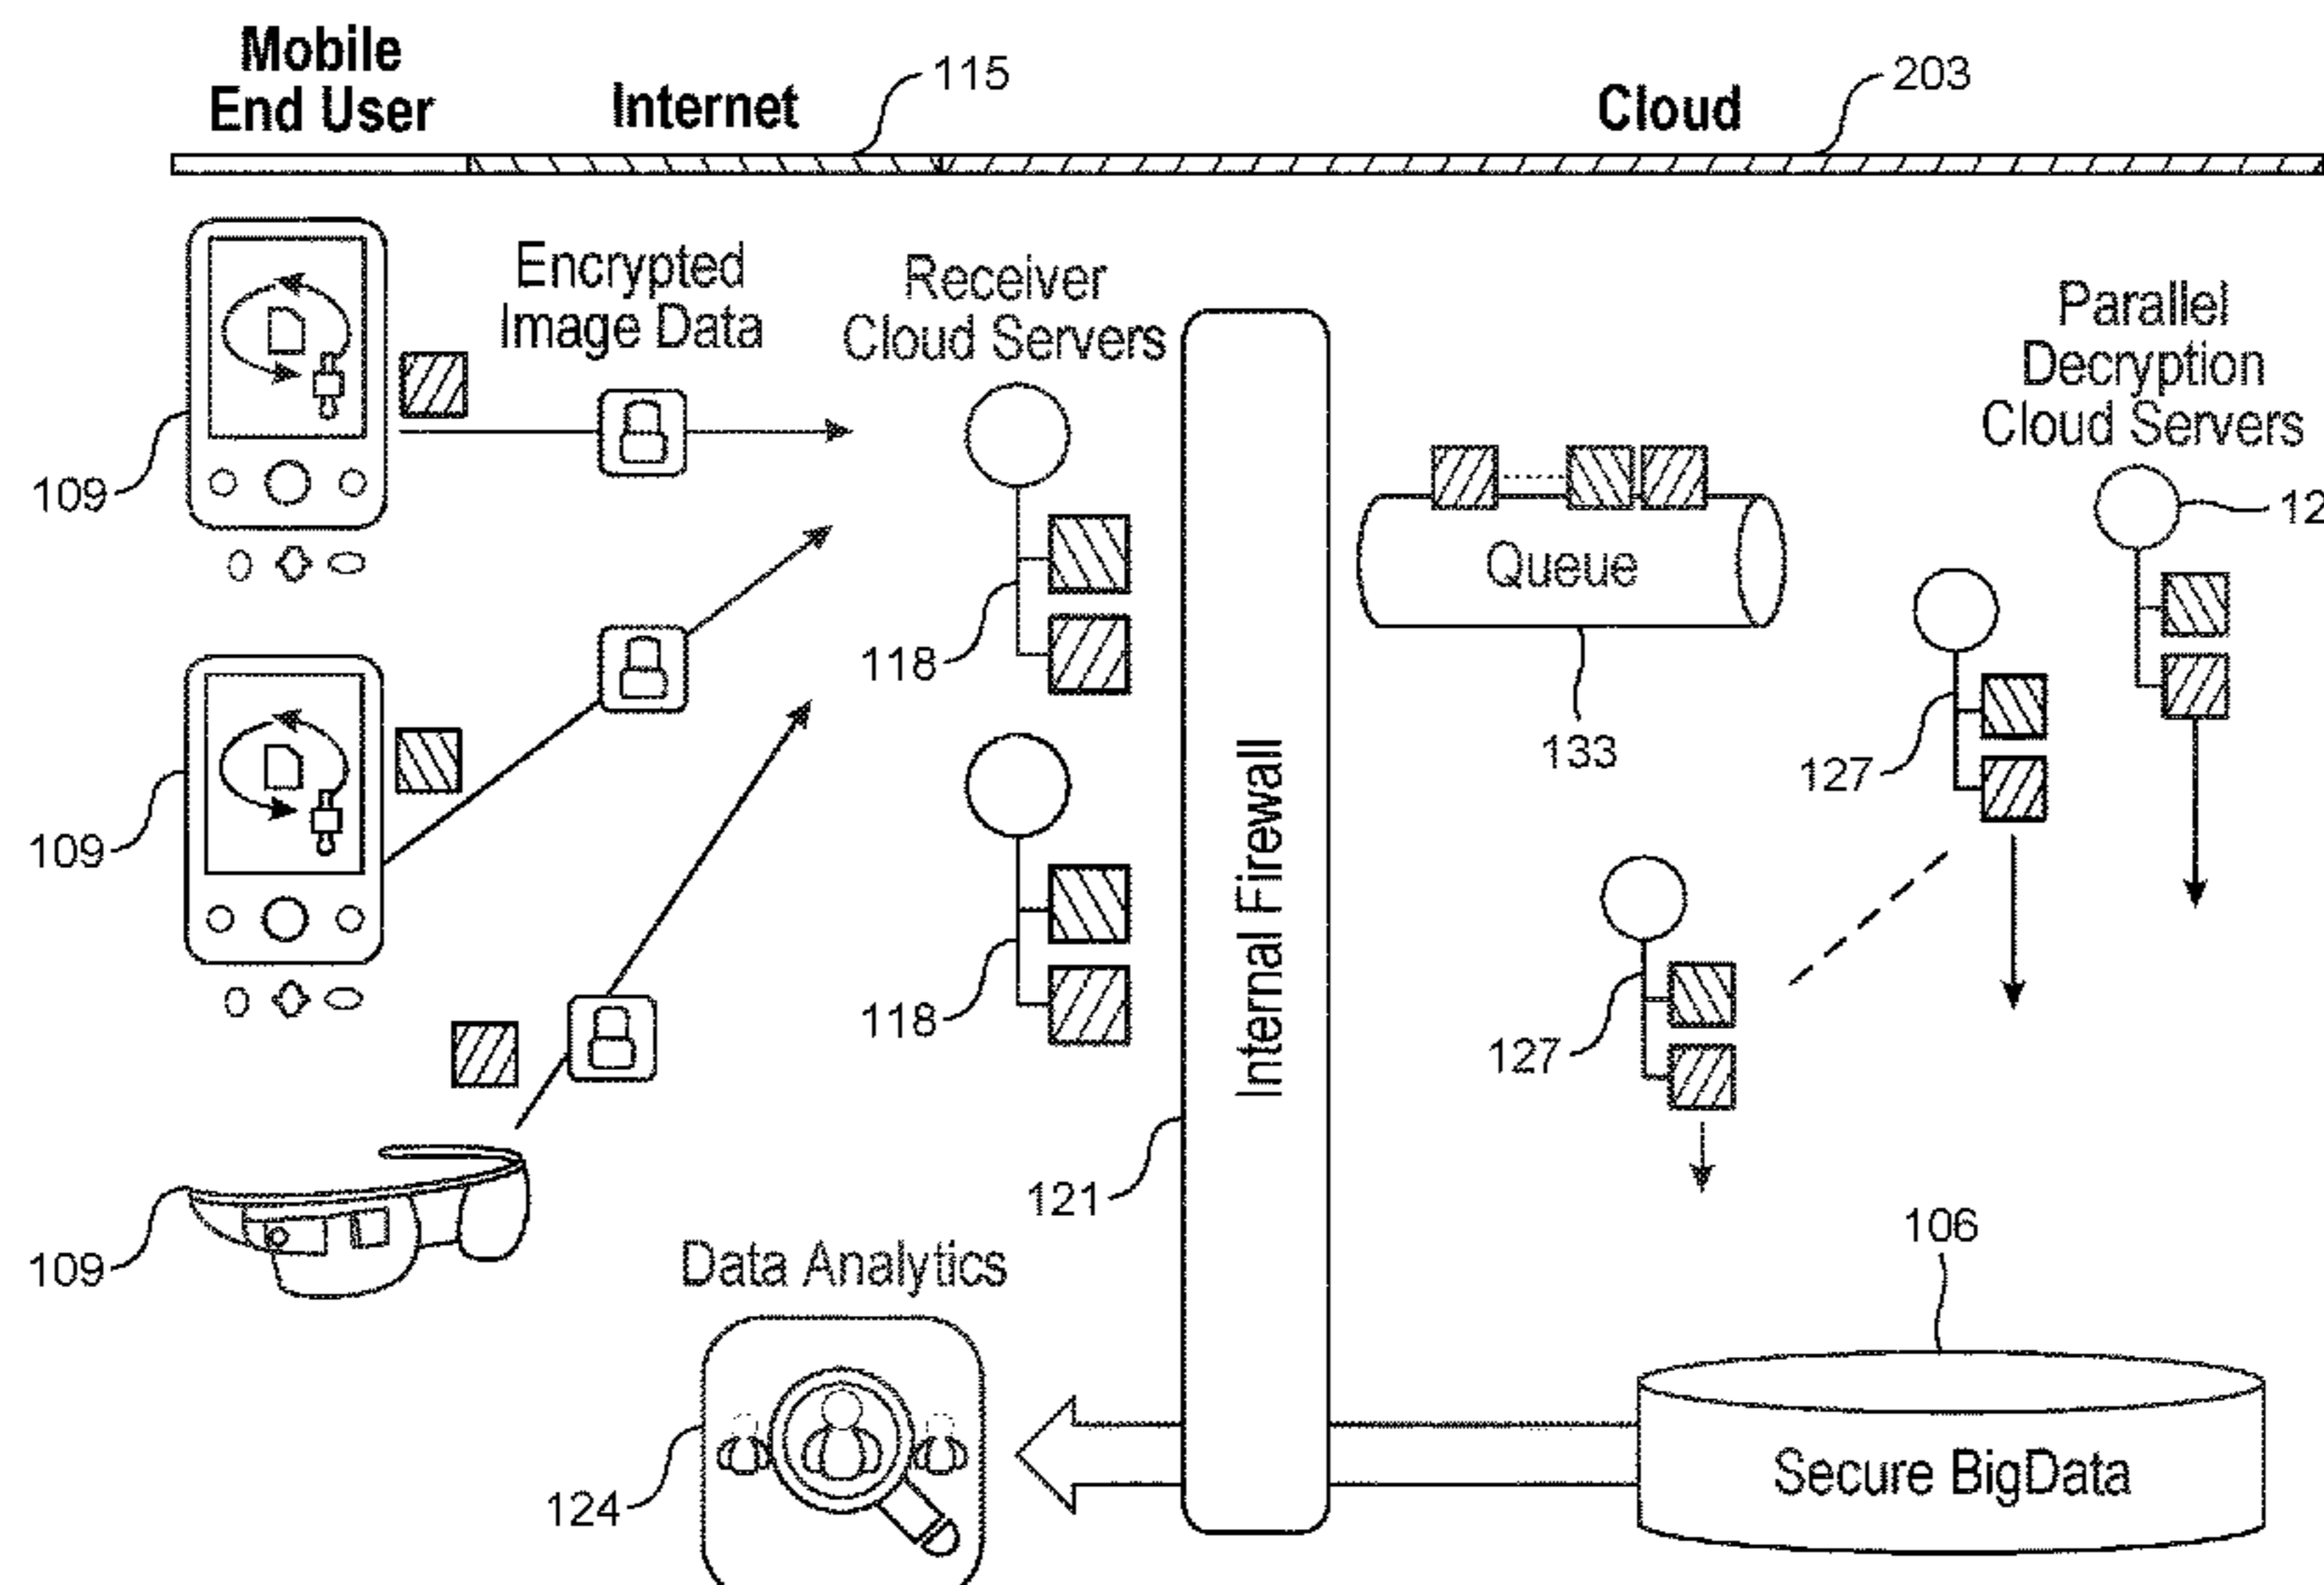 Mobile
End User
Internet
115
Cloud
203
Encrypted
Image Data
Receiver
Cloud Servers
Parallel
Decryption
Cloud Servers
109
118
Queue
133
12
127
109
118
Internal Firewall
127
121
109
Data Analytics
124
106
Secure BigData